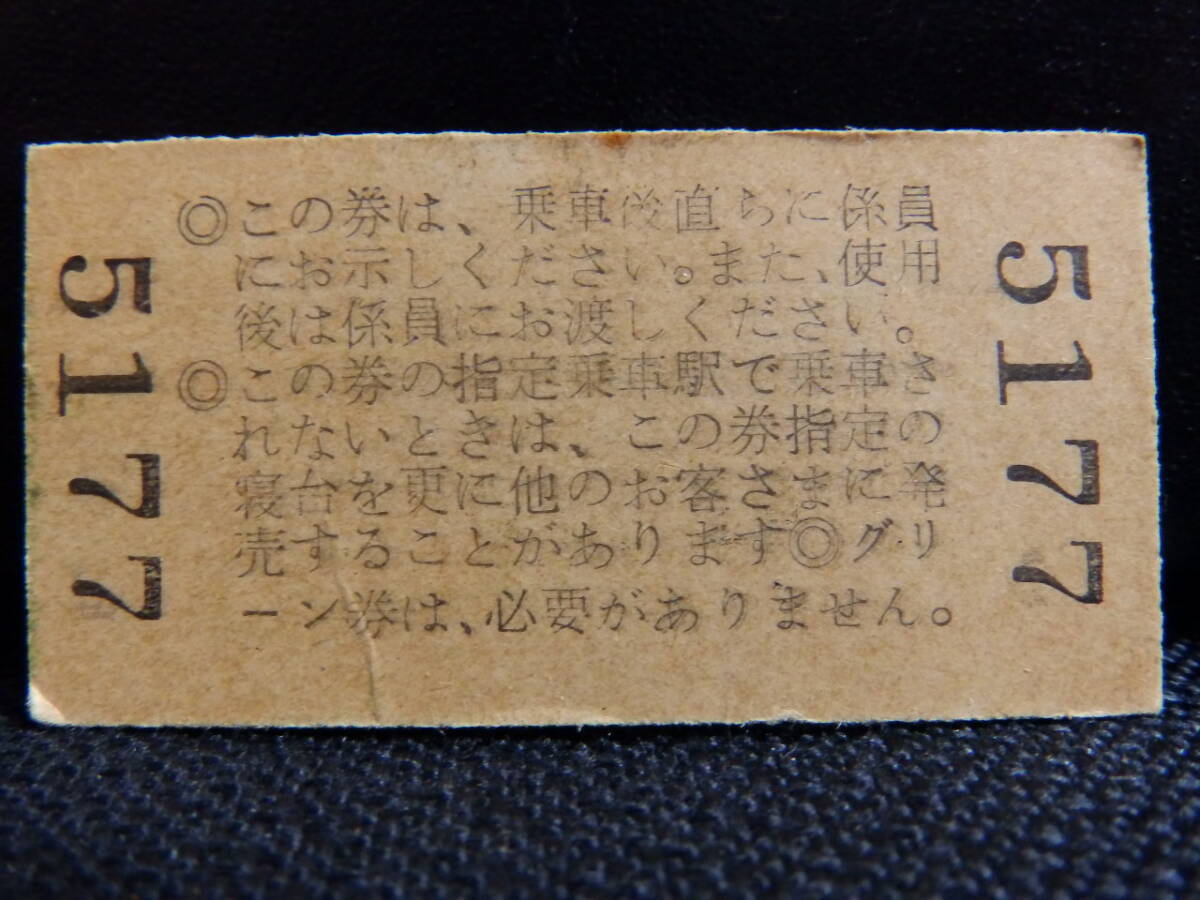 ◎この券は、乗車後直らに係員
にお示しください。また、使用
後は係員にお渡しください。
◎この券の指定乗車駅で乗車さ
れないときは、この券指定の
寝台を更に他のお客さまに発
売することがあります◎グリ
ーン券は、必要がありません。
5177
5177